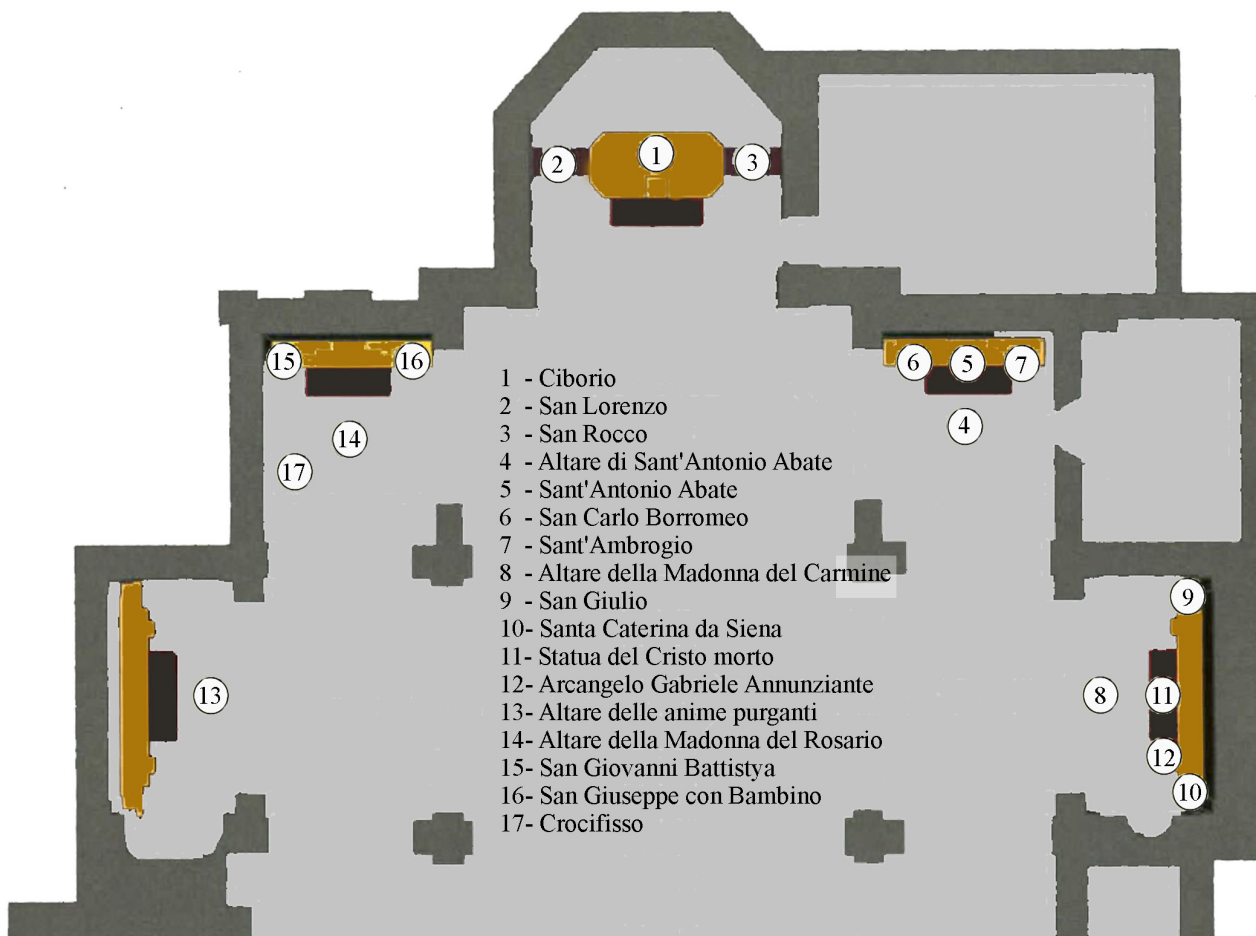 1
2
3
15
16
6
5
7
14
4
17
1 - Ciborio
2 - San Lorenzo
3 - San Rocco
4 - Altare di Sant'Antonio Abate
5 - Sant'Antonio Abate
6 - San Carlo Borromeo
7 - Sant'Ambrogio
8 - Altare della Madonna del Carmine
9 - San Giulio
10- Santa Caterina da Siena
11- Statua del Cristo morto
12- Arcangelo Gabriele Annunziante
13- Altare delle anime purganti
14- Altare della Madonna del Rosario
15- San Giovanni Battistya
16- San Giuseppe con Bambino
17- Crocifisso
9
13
8
11
12
10